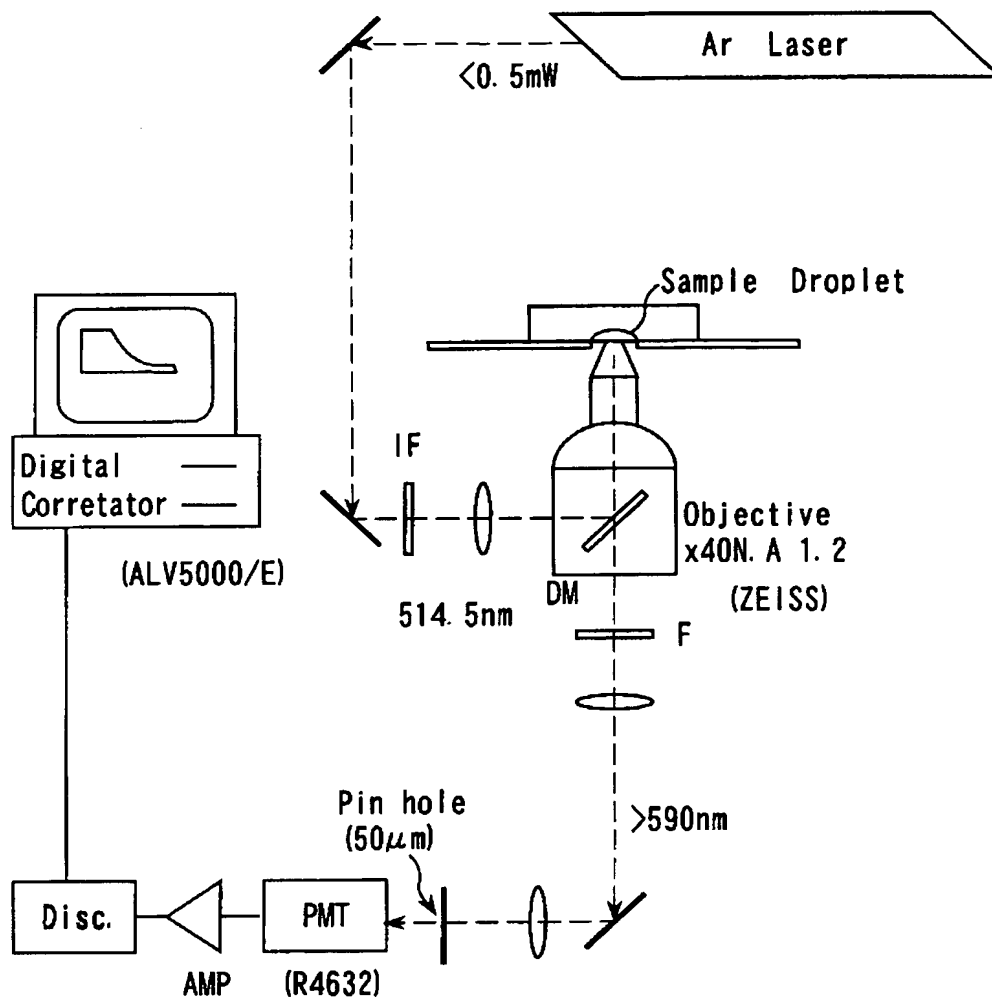 Ar Laser
<0.5mW
Sample Droplet
IF
Digital
Corretator
(ALV5000/E)
Objective
x40N.A 1.2
(ZEISS)
DM
514.5nm
F
Pin hole
(50μm)
>590nm
Disc.
AMP
PMT
(R4632)